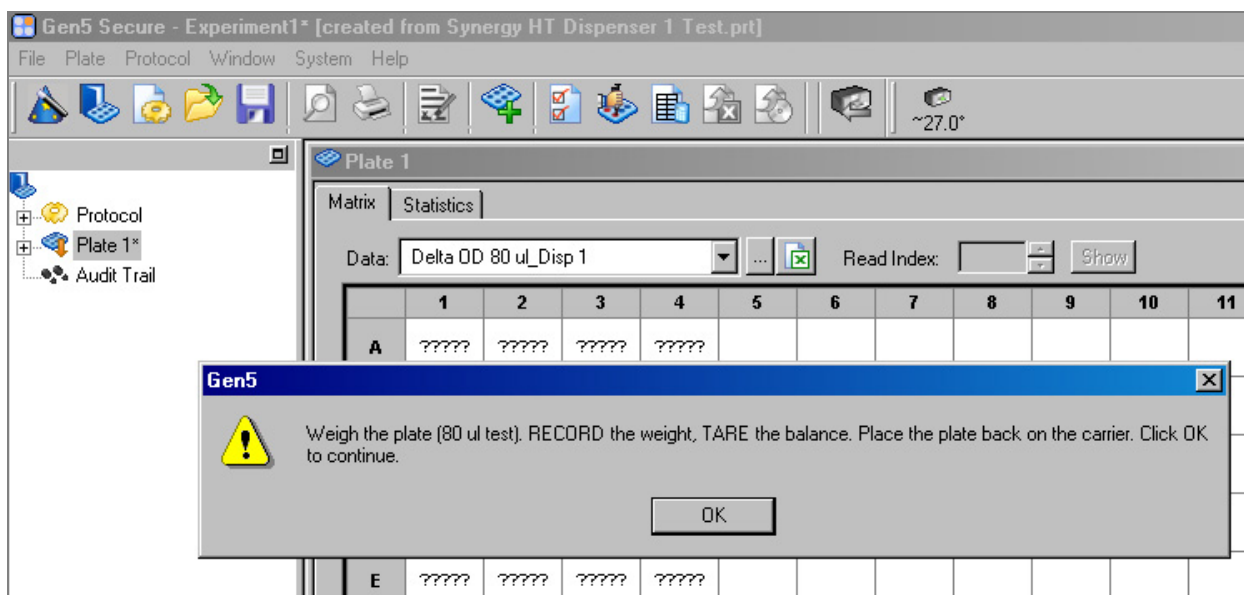 Gen5 Secure - Experiment1* [created from Synergy HT Dispenser 1 Test.prt]
File Plate Protocol Window System Help
~27.0°
Plate 1
Protocol
Plate 1*
Audit Trail
Matrix Statistics
Data: Delta OD 80 ul_Disp 1 ... Read Index: Show
1 2 3 4 5 6 7 8 9 10 11
A ????? ????? ????? ?????
Gen5
Weigh the plate (80 ul test). RECORD the weight, TARE the balance. Place the plate back on the carrier. Click OK
to continue.
OK
E ????? ????? ????? ?????